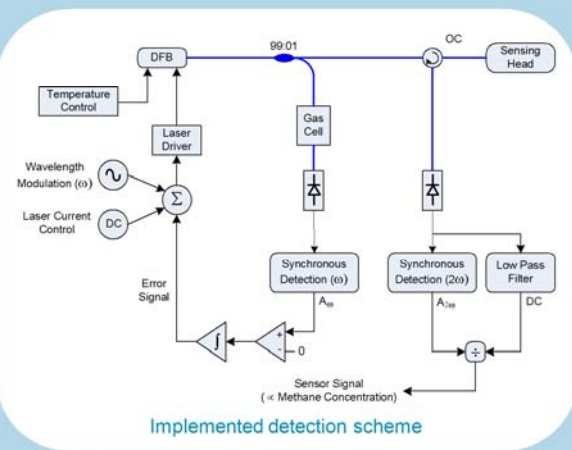 99:01
OC
DFB
Sensing
Head
Temperature
Control
Gas
Cell
Laser
Driver
Wavelength
Modulation (ω)
Σ
Laser Current
Control
DC
Synchronous
Detection (ω)
Synchronous
Detection (2ω)
Low Pass
Filter
Error
Signal
Aω
A2ω
DC
∫
+
-
0
÷
Sensor Signal
( ∝ Methane Concentration)
Implemented detection scheme